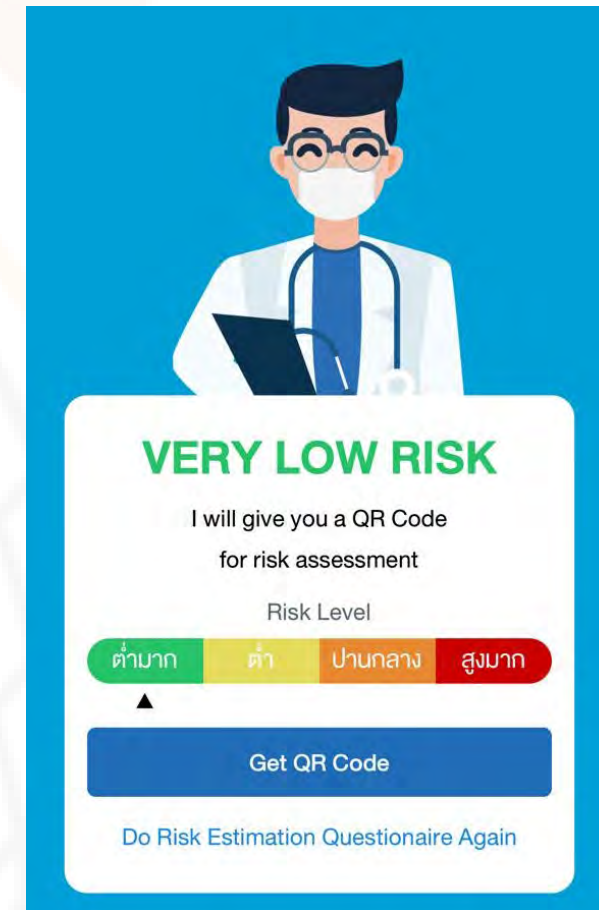 VERY LOW RISK
I will give you a QR Code
for risk assessment
Risk Level
ต่ำมาก ต่ำ ปานกลาง สูงมาก
Get QR Code
Do Risk Estimation Questionaire Again